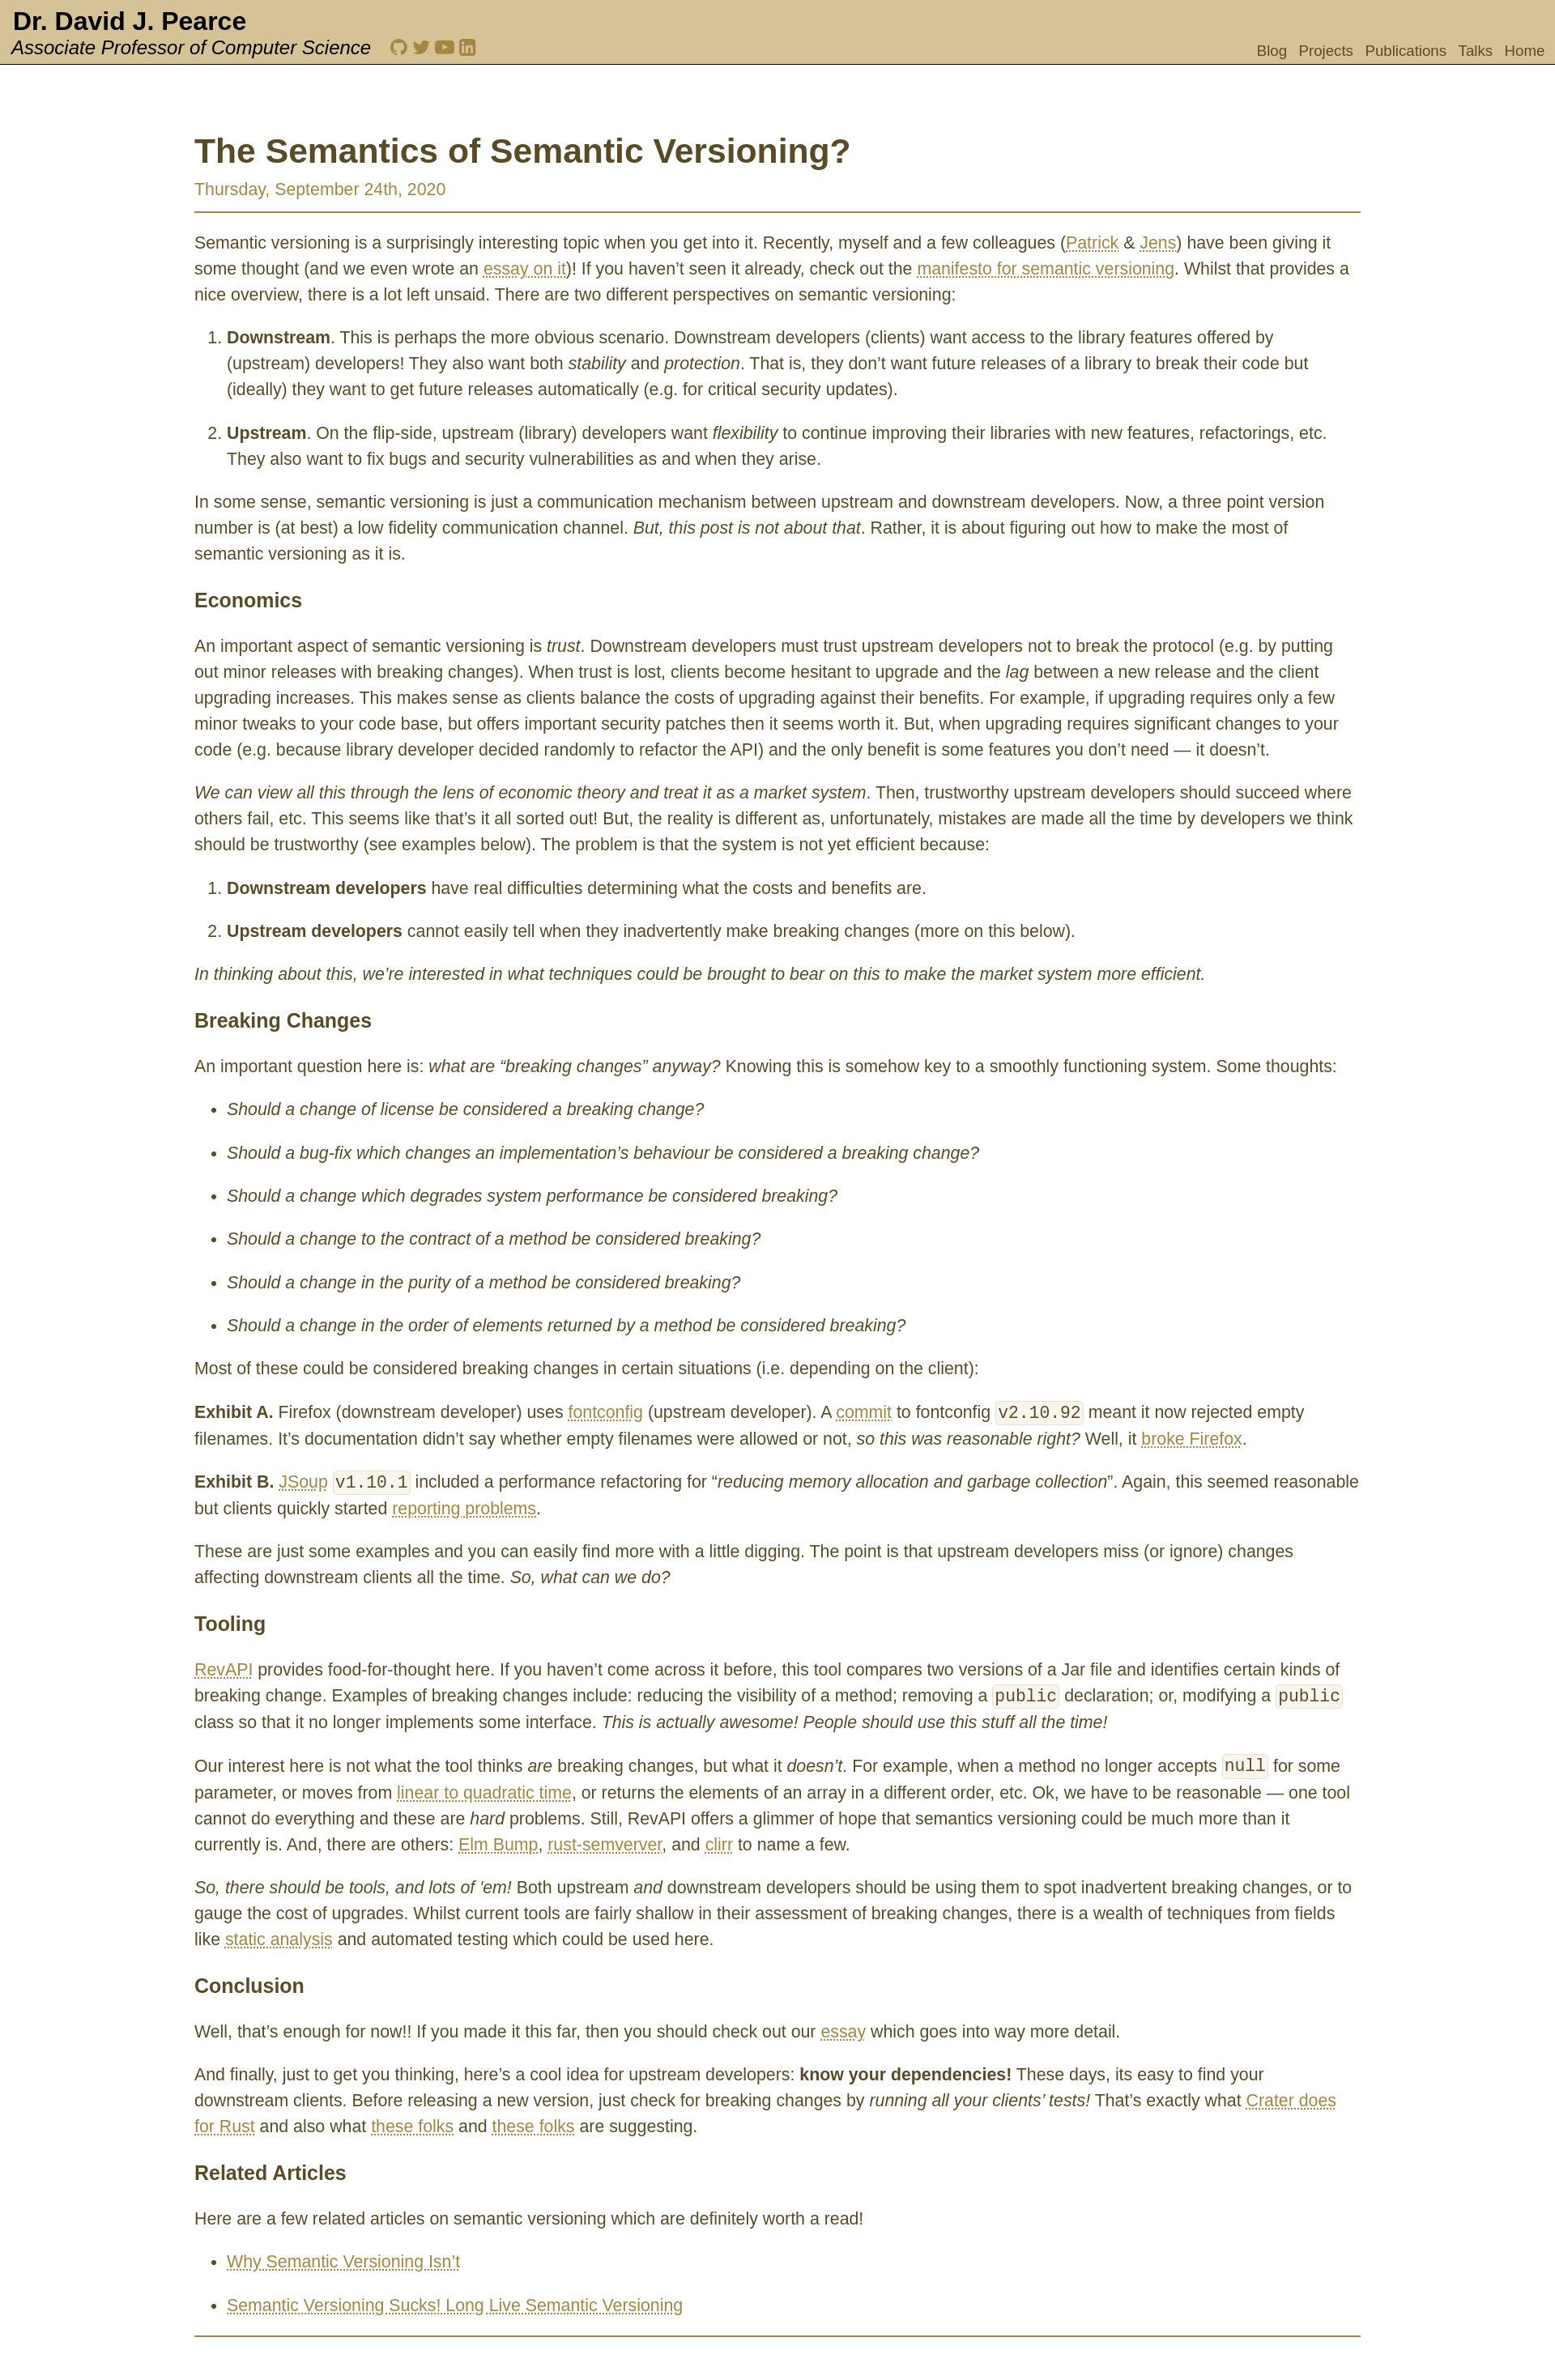 Dr. David J. Pearce
Associate Professor of Computer Science
Blog Projects Publications Talks Home
The Semantics of Semantic Versioning?
Thursday, September 24th, 2020
Semantic versioning is a surprisingly interesting topic when you get into it. Recently, myself and a few colleagues (Patrick & Jens) have been giving it
some thought (and we even wrote an essay on it)! If you haven’t seen it already, check out the manifesto for semantic versioning. Whilst that provides a
nice overview, there is a lot left unsaid. There are two different perspectives on semantic versioning:
1. Downstream. This is perhaps the more obvious scenario. Downstream developers (clients) want access to the library features offered by
(upstream) developers! They also want both stability and protection. That is, they don’t want future releases of a library to break their code but
(ideally) they want to get future releases automatically (e.g. for critical security updates).
2. Upstream. On the flip-side, upstream (library) developers want flexibility to continue improving their libraries with new features, refactorings, etc.
They also want to fix bugs and security vulnerabilities as and when they arise.
In some sense, semantic versioning is just a communication mechanism between upstream and downstream developers. Now, a three point version
number is (at best) a low fidelity communication channel. But, this post is not about that. Rather, it is about figuring out how to make the most of
semantic versioning as it is.
Economics
An important aspect of semantic versioning is trust. Downstream developers must trust upstream developers not to break the protocol (e.g. by putting
out minor releases with breaking changes). When trust is lost, clients become hesitant to upgrade and the lag between a new release and the client
upgrading increases. This makes sense as clients balance the costs of upgrading against their benefits. For example, if upgrading requires only a few
minor tweaks to your code base, but offers important security patches then it seems worth it. But, when upgrading requires significant changes to your
code (e.g. because library developer decided randomly to refactor the API) and the only benefit is some features you don’t need — it doesn’t.
We can view all this through the lens of economic theory and treat it as a market system. Then, trustworthy upstream developers should succeed where
others fail, etc. This seems like that’s it all sorted out! But, the reality is different as, unfortunately, mistakes are made all the time by developers we think
should be trustworthy (see examples below). The problem is that the system is not yet efficient because:
1. Downstream developers have real difficulties determining what the costs and benefits are.
2. Upstream developers cannot easily tell when they inadvertently make breaking changes (more on this below).
In thinking about this, we’re interested in what techniques could be brought to bear on this to make the market system more efficient.
Breaking Changes
An important question here is: what are “breaking changes” anyway? Knowing this is somehow key to a smoothly functioning system. Some thoughts:
• Should a change of license be considered a breaking change?
• Should a bug-fix which changes an implementation’s behaviour be considered a breaking change?
• Should a change which degrades system performance be considered breaking?
• Should a change to the contract of a method be considered breaking?
• Should a change in the purity of a method be considered breaking?
• Should a change in the order of elements returned by a method be considered breaking?
Most of these could be considered breaking changes in certain situations (i.e. depending on the client):
Exhibit A. Firefox (downstream developer) uses fontconfig (upstream developer). A commit to fontconfig v2.10.92 meant it now rejected empty
filenames. It’s documentation didn’t say whether empty filenames were allowed or not, so this was reasonable right? Well, it broke Firefox.
Exhibit B. JSoup v1.10.1 included a performance refactoring for “reducing memory allocation and garbage collection”. Again, this seemed reasonable
but clients quickly started reporting problems.
These are just some examples and you can easily find more with a little digging. The point is that upstream developers miss (or ignore) changes
affecting downstream clients all the time. So, what can we do?
Tooling
RevAPI provides food-for-thought here. If you haven’t come across it before, this tool compares two versions of a Jar file and identifies certain kinds of
breaking change. Examples of breaking changes include: reducing the visibility of a method; removing a public declaration; or, modifying a public
class so that it no longer implements some interface. This is actually awesome! People should use this stuff all the time!
Our interest here is not what the tool thinks are breaking changes, but what it doesn’t. For example, when a method no longer accepts null for some
parameter, or moves from linear to quadratic time, or returns the elements of an array in a different order, etc. Ok, we have to be reasonable — one tool
cannot do everything and these are hard problems. Still, RevAPI offers a glimmer of hope that semantics versioning could be much more than it
currently is. And, there are others: Elm Bump, rust-semverver, and clirr to name a few.
So, there should be tools, and lots of 'em! Both upstream and downstream developers should be using them to spot inadvertent breaking changes, or to
gauge the cost of upgrades. Whilst current tools are fairly shallow in their assessment of breaking changes, there is a wealth of techniques from fields
like static analysis and automated testing which could be used here.
Conclusion
Well, that’s enough for now!! If you made it this far, then you should check out our essay which goes into way more detail.
And finally, just to get you thinking, here’s a cool idea for upstream developers: know your dependencies! These days, its easy to find your
downstream clients. Before releasing a new version, just check for breaking changes by running all your clients’ tests! That’s exactly what Crater does
for Rust and also what these folks and these folks are suggesting.
Related Articles
Here are a few related articles on semantic versioning which are definitely worth a read!
• Why Semantic Versioning Isn’t
• Semantic Versioning Sucks! Long Live Semantic Versioning